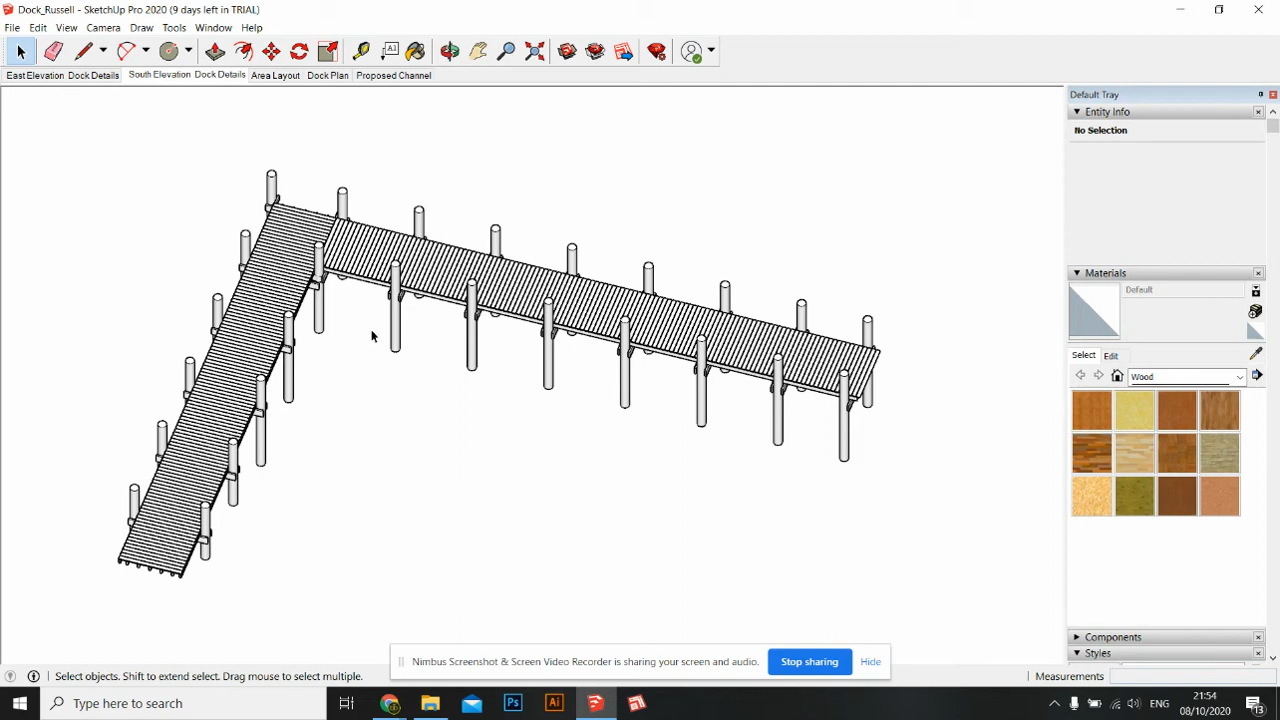 Dock_Russell - SketchUp Pro 2020 (9 days left in TRIAL)
File Edit View Camera Draw Tools Window Help
East Elevation Dock Details South Elevation Dock Details Area Layout Dock Plan Proposed Channel
Default Tray
Entity Info
No Selection
Materials
Default
Select Edit
Wood
Components
Styles
Nimbus Screenshot & Screen Video Recorder is sharing your screen and audio. Stop sharing Hide
Select objects. Shift to extend select. Drag mouse to select multiple. Measurements
Type here to search
Ps
Ai
ENG
21:54
08/10/2020
13